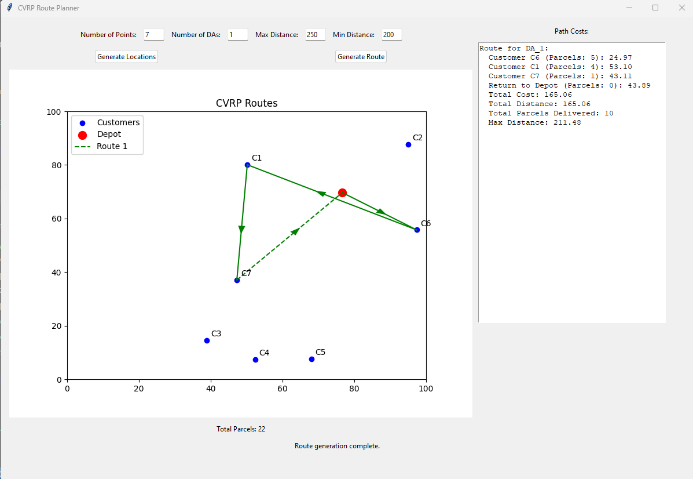 CVRP Route Planner
Number of Points: 7 Number of DAs: 1 Max Distance: 250 Min Distance: 200
Generate Locations Generate Route
CVRP Routes
Customers
Depot
Route 1
100
80
60
40
20
0
0 20 40 60 80 100
C2
C1
C6
C7
C3
C4
C5
Total Parcels: 22
Route generation complete.
Path Costs:
Route for DA_1:
Customer C6 (Parcels: 5): 24.97
Customer C1 (Parcels: 4): 53.10
Customer C7 (Parcels: 1): 43.11
Return to Depot (Parcels: 0): 43.89
Total Cost: 165.06
Total Distance: 165.06
Total Parcels Delivered: 10
Max Distance: 211.48